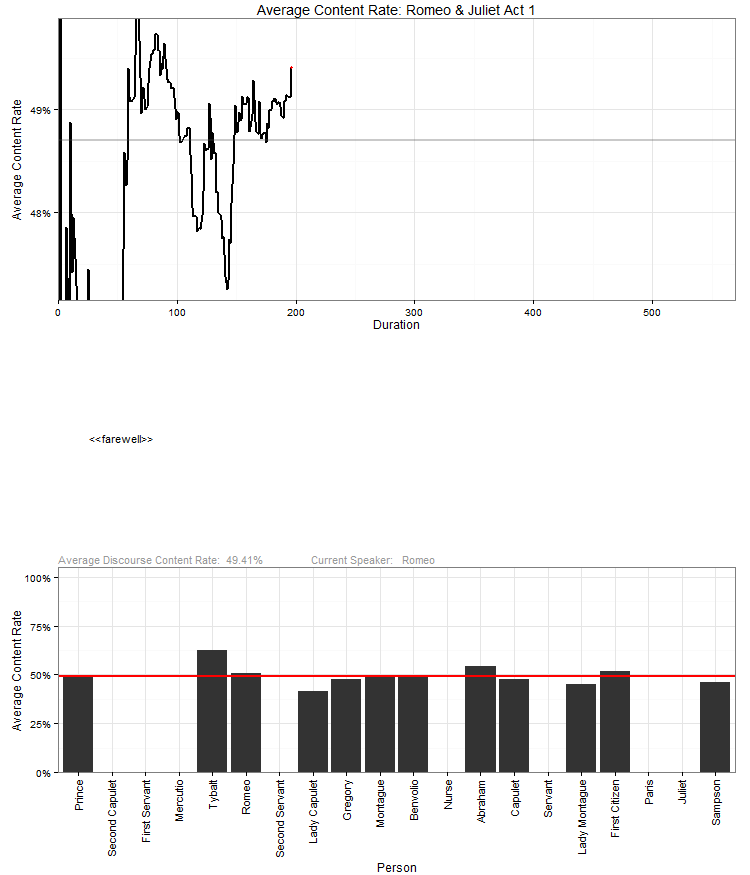 Average Content Rate: Romeo & Juliet Act 1
Average Content Rate
49%
48%
0 100 200 300 400 500
Duration
<<farewell>>
Average Discourse Content Rate: 49.41% Current Speaker: Romeo
Average Content Rate
100%
75%
50%
25%
0%
Prince
Second Capulet
First Servant
Mercutio
Tybalt
Romeo
Second Servant
Lady Capulet
Gregory
Montague
Benvolio
Nurse
Abraham
Capulet
Servant
Lady Montague
First Citizen
Paris
Juliet
Sampson
Person